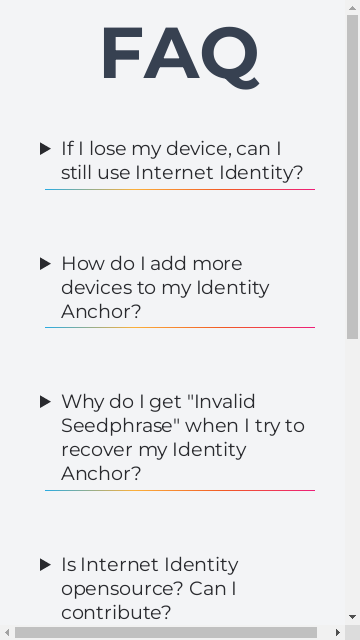 FAQ
If I lose my device, can I
still use Internet Identity?
How do I add more
devices to my Identity
Anchor?
Why do I get "Invalid
Seedphrase" when I try to
recover my Identity
Anchor?
Is Internet Identity
opensource? Can I
contribute?